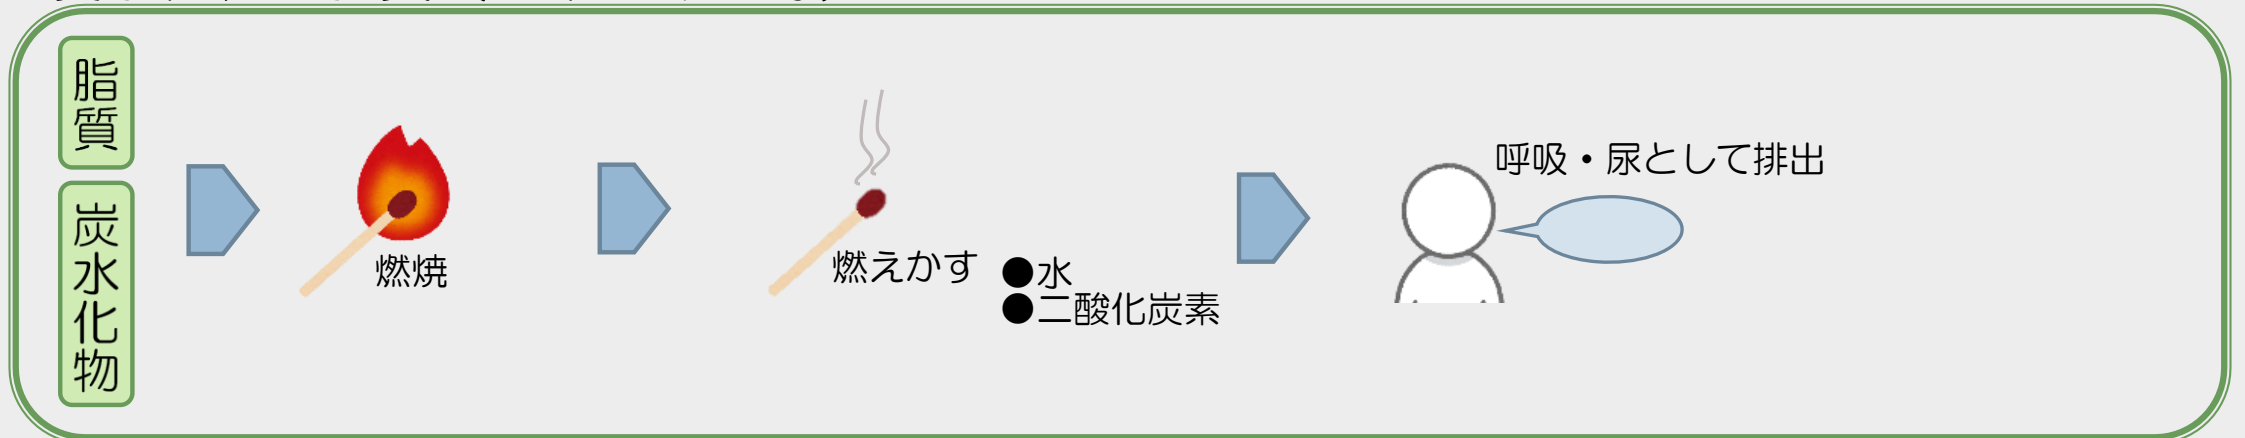 脂質
炭水化物
燃焼
燃えかす
●水
●二酸化炭素
呼吸・尿として排出